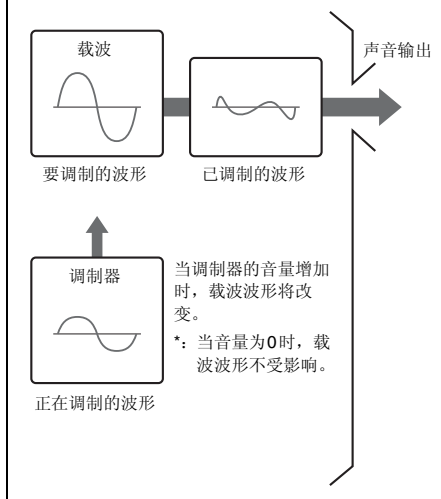 载波
声音输出
要调制的波形
已调制的波形
调制器
当调制器的音量增加
时，载波波形将改
变。
*：当音量为0时，载
波波形不受影响。
正在调制的波形